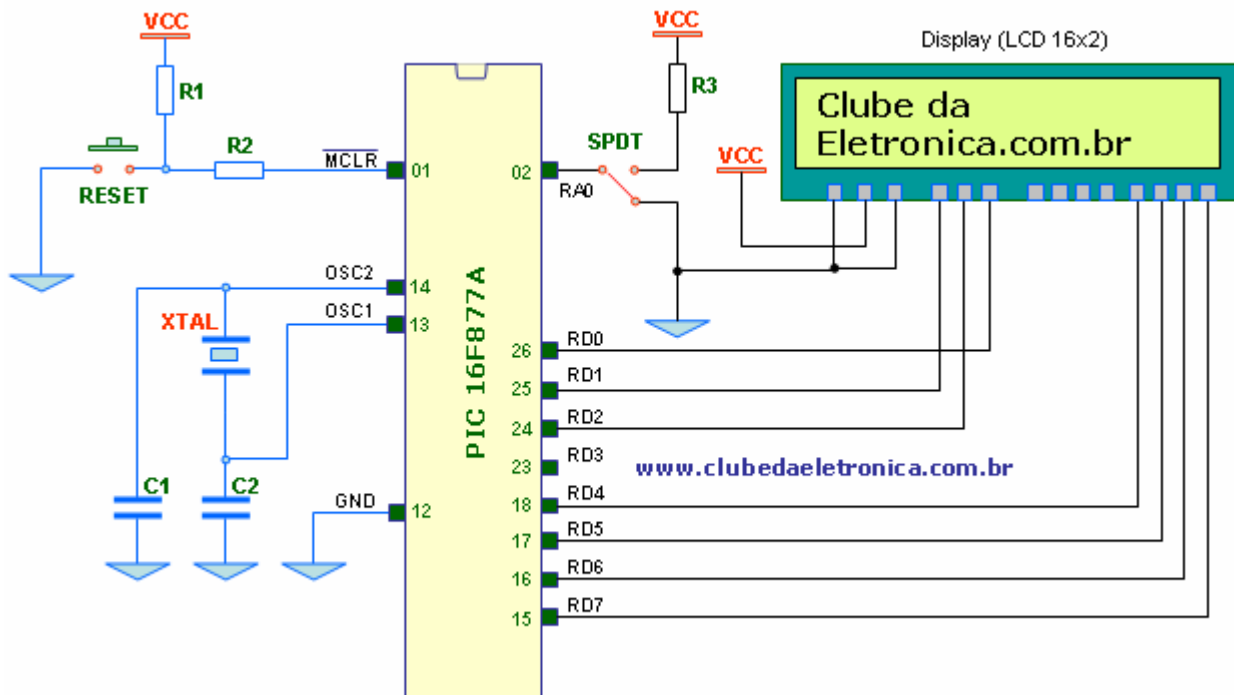 VCC
VCC
Display (LCD 16x2)
R1
R3
Clube da
Eletronica.com.br
SPDT
VCC
R2
MCLR
01
02
RA0
RESET
OSC2
14
OSC1
13
XTAL
PIC 16F877A
26
RD0
25
RD1
24
RD2
23
RD3
www.clubedaeletronica.com.br
C1
C2
GND
12
18
RD4
17
RD5
16
RD6
15
RD7